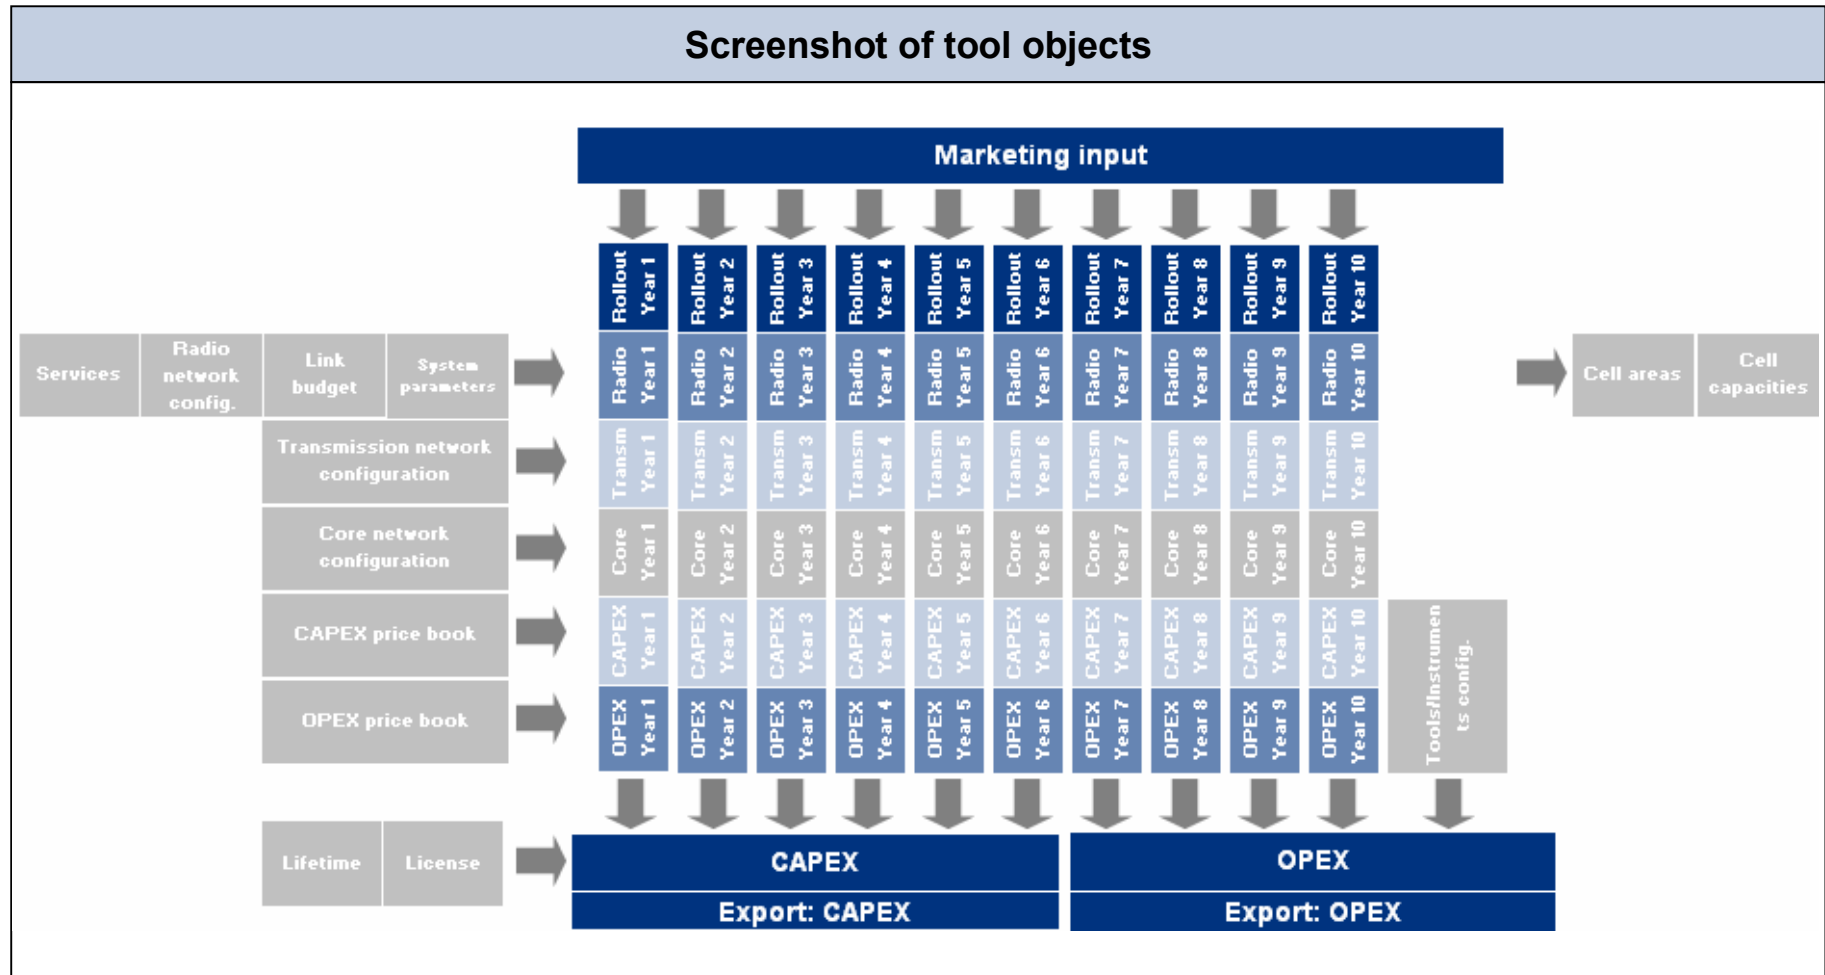 Screenshot of tool objects
Marketing input
Rollout
Year 1
Rollout
Year 2
Rollout
Year 3
Rollout
Year 4
Rollout
Year 5
Rollout
Year 6
Rollout
Year 7
Rollout
Year 8
Rollout
Year 9
Rollout
Year 10
Services
Radio
network
config.
Link
budget
System
parameters
Radio
Year 1
Radio
Year 2
Radio
Year 3
Radio
Year 4
Radio
Year 5
Radio
Year 6
Radio
Year 7
Radio
Year 8
Radio
Year 9
Radio
Year 10
Cell areas
Cell
capacities
Transmission network
configuration
Transm
Year 1
Transm
Year 2
Transm
Year 3
Transm
Year 4
Transm
Year 5
Transm
Year 6
Transm
Year 7
Transm
Year 8
Transm
Year 9
Transm
Year 10
Core network
configuration
Core
Year 1
Core
Year 2
Core
Year 3
Core
Year 4
Core
Year 5
Core
Year 6
Core
Year 7
Core
Year 8
Core
Year 9
Core
Year 10
CAPEX price book
CAPEX
Year 1
CAPEX
Year 2
CAPEX
Year 3
CAPEX
Year 4
CAPEX
Year 5
CAPEX
Year 6
CAPEX
Year 7
CAPEX
Year 8
CAPEX
Year 9
CAPEX
Year 10
Tools/Instrumen
ts config.
OPEX price book
OPEX
Year 1
OPEX
Year 2
OPEX
Year 3
OPEX
Year 4
OPEX
Year 5
OPEX
Year 6
OPEX
Year 7
OPEX
Year 8
OPEX
Year 9
OPEX
Year 10
Lifetime
License
CAPEX
OPEX
Export: CAPEX
Export: OPEX